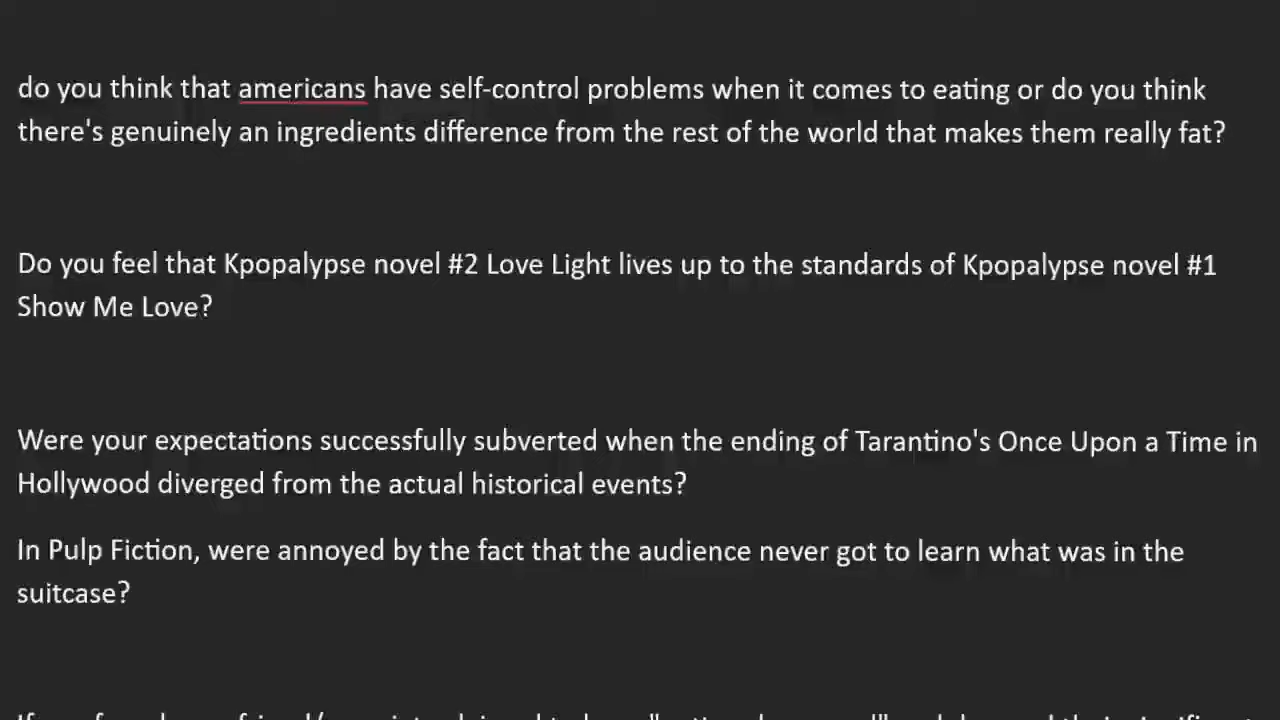 do you think that americans have self-control problems when it comes to eating or do you think
there's genuinely an ingredients difference from the rest of the world that makes them really fat?
Do you feel that Kpopalypse novel #2 Love Light lives up to the standards of Kpopalypse novel #1
Show Me Love?
Were your expectations successfully subverted when the ending of Tarantino's Once Upon a Time in
Hollywood diverged from the actual historical events?
In Pulp Fiction, were annoyed by the fact that the audience never got to learn what was in the
suitcase?